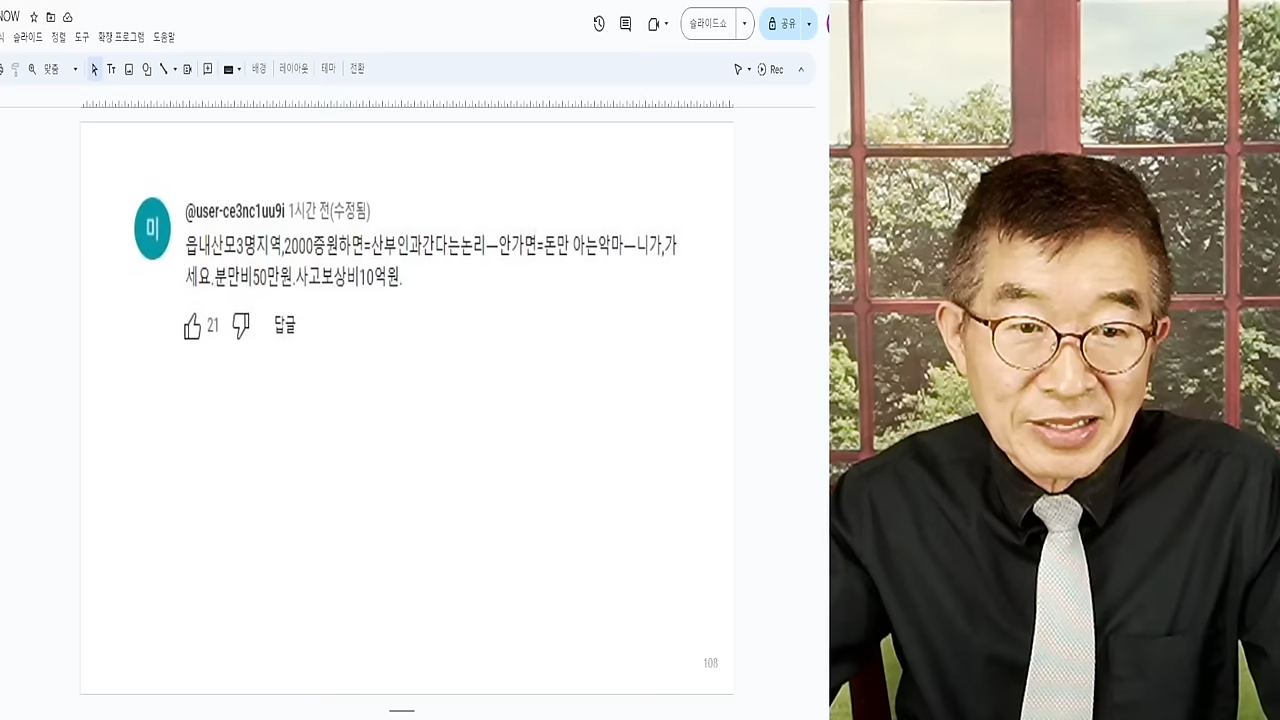 NOW
슬라이드쇼
공유
슬라이드 정렬 도구 확장 프로그램 도움말
맞춤
Tт
배경
레이아웃
테마
전환
Rec
미
@user-ce3nc1uu9i 1시간 전(수정됨)
읍내산모3명지역,2000증원하면=산부인과간다는논리ㅡ안가면=돈만 아는악마ㅡ니가,가
세요.분만비50만원.사고보상비10억원.
21
답글
108